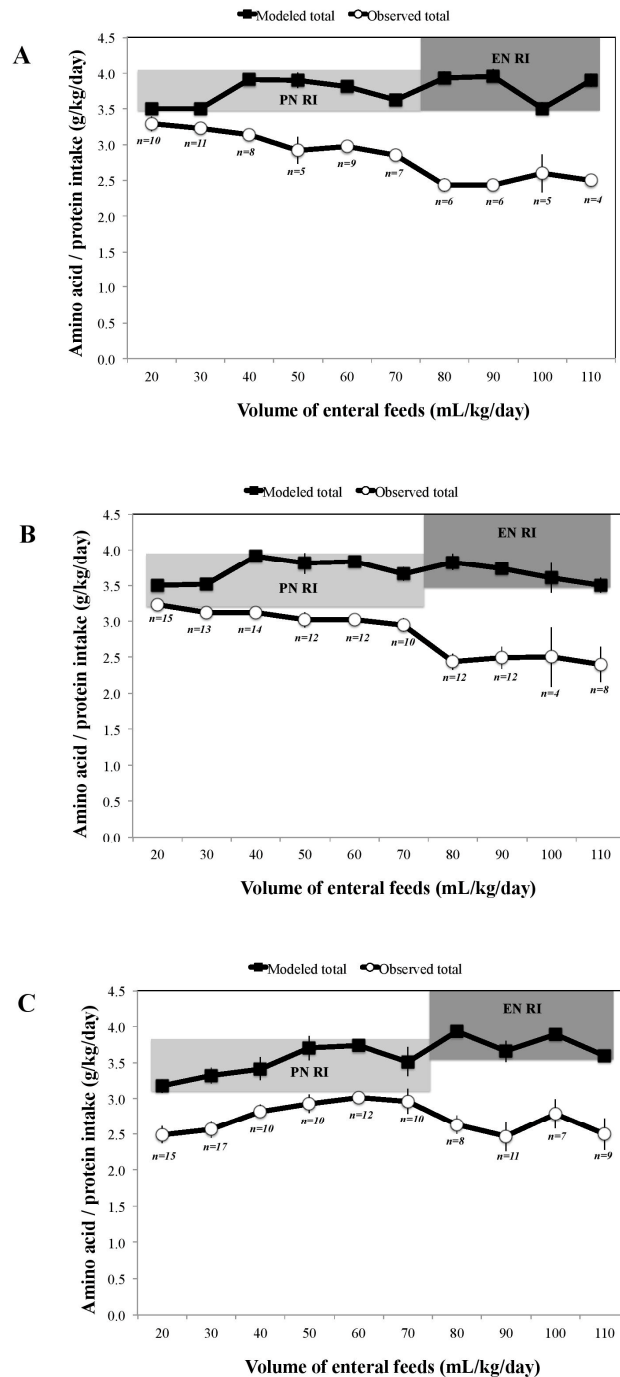 A
Modeled total Observed total
Amino acid / protein intake (g/kg/day)
4.5
4.0
3.5
3.0
2.5
2.0
1.5
1.0
0.5
0.0
PN RI
EN RI
n=10 n=11 n=8 n=5 n=9 n=7 n=6 n=6 n=5 n=4
20 30 40 50 60 70 80 90 100 110
Volume of enteral feeds (mL/kg/day)
B
Modeled total Observed total
Amino acid / protein intake (g/kg/day)
4.5
4.0
3.5
3.0
2.5
2.0
1.5
1.0
0.5
0.0
PN RI
EN RI
n=15 n=13 n=14 n=12 n=12 n=10 n=12 n=12 n=4 n=8
20 30 40 50 60 70 80 90 100 110
Volume of enteral feeds (mL/kg/day)
C
Modeled total Observed total
Amino acid / protein intake (g/kg/day)
4.5
4.0
3.5
3.0
2.5
2.0
1.5
1.0
0.5
0.0
PN RI
EN RI
n=15 n=17 n=10 n=10 n=12 n=10 n=8 n=11 n=7 n=9
20 30 40 50 60 70 80 90 100 110
Volume of enteral feeds (mL/kg/day)